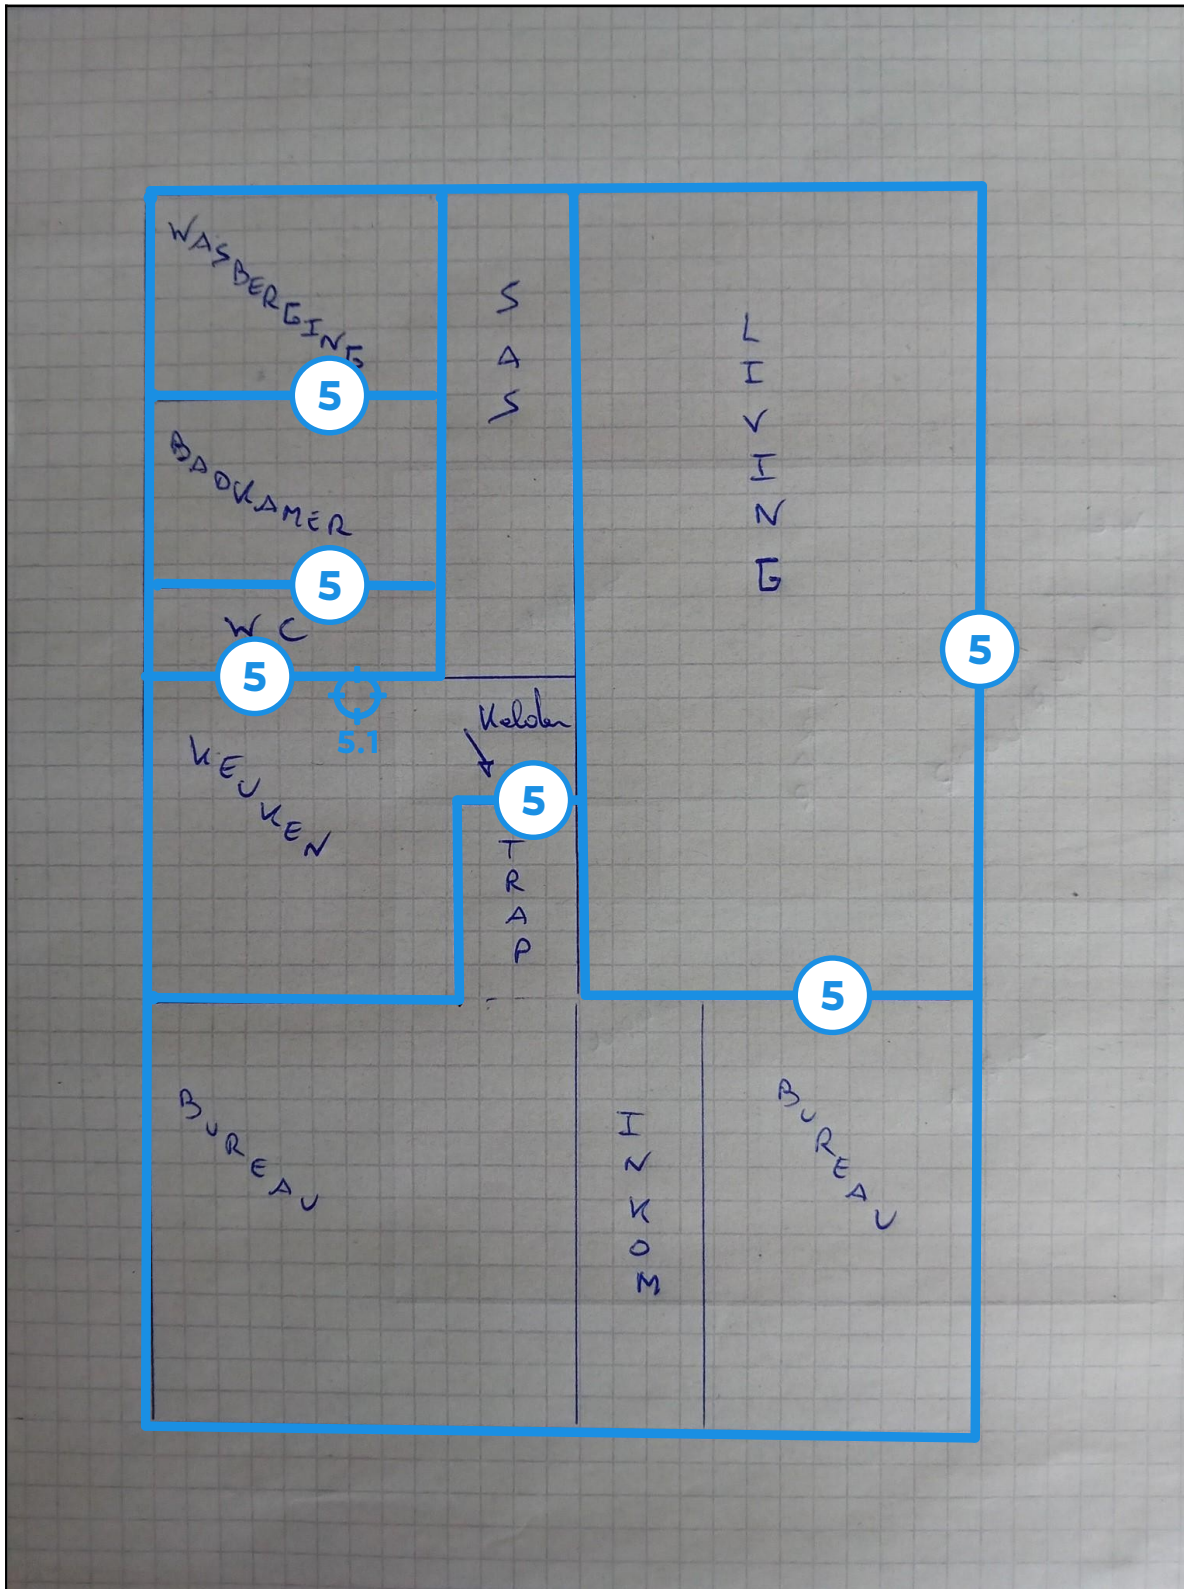 WASBERGING
SAS
LIVING
5
BADKAMER
5
WC
5
5
5.1
Kelder
KEUKEN
5
TRAP
5
BUREAU
INKOM
BUREAU